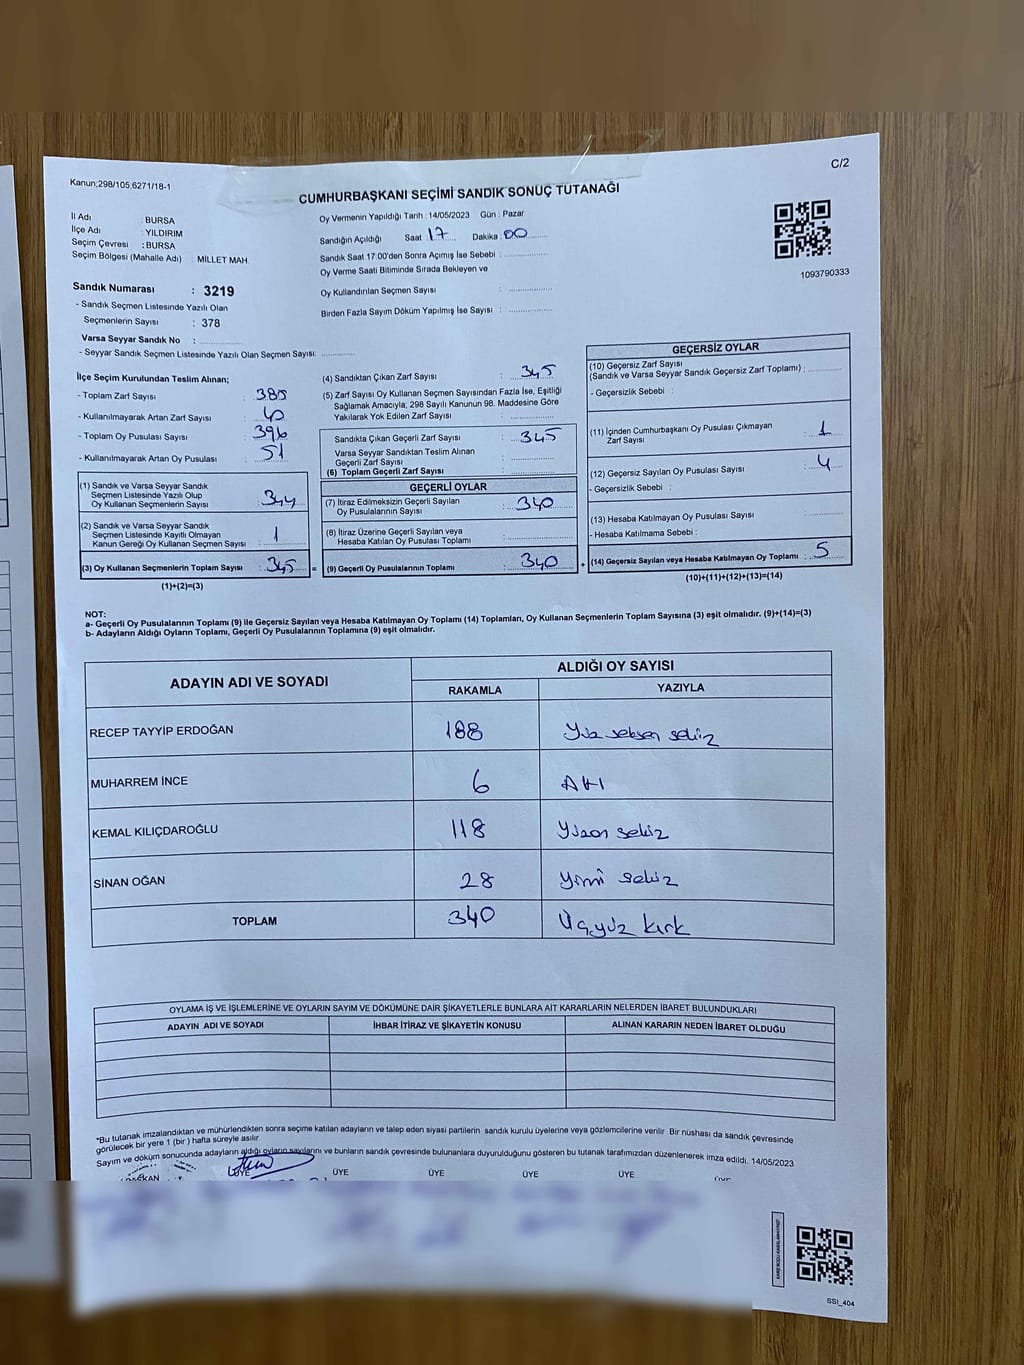 C/2
Kanun;298/105,6271/18-1
CUMHURBAŞKANI SEÇİMİ SANDIK SONUÇ TUTANAĞI
İl Adı : BURSA
İlçe Adı : YILDIRIM
Seçim Çevresi : BURSA
Seçim Bölgesi (Mahalle Adı) : MİLLET MAH.
Oy Vermenin Yapıldığı Tarih : 14/05/2023 Gün : Pazar
Sandığın Açıldığı Saat 17 Dakika : 00
Sandık Saat 17:00'den Sonra Açımış İse Sebebi :
Oy Verme Saati Bitiminde Sırada Bekleyen ve
Oy Kullandırılan Seçmen Sayısı :
Birden Fazla Sayım Döküm Yapılmış İse Sayısı :
1093790333
Sandık Numarası : 3219
- Sandık Seçmen Listesinde Yazılı Olan
Seçmenlerin Sayısı : 378
Varsa Seyyar Sandık No :
- Seyyar Sandık Seçmen Listesinde Yazılı Olan Seçmen Sayısı:
İlçe Seçim Kurulundan Teslim Alınan;
- Toplam Zarf Sayısı : 385
- Kullanılmayarak Artan Zarf Sayısı : 40
- Toplam Oy Pusulası Sayısı : 396
- Kullanılmayarak Artan Oy Pusulası : 51
(1) Sandık ve Varsa Seyyar Sandık
Seçmen Listesinde Yazılı Olup
Oy Kullanan Seçmenlerin Sayısı : 344
(2) Sandık ve Varsa Seyyar Sandık
Seçmen Listesinde Kayıtlı Olmayan
Kanun Gereği Oy Kullanan Seçmen Sayısı : 1
(3) Oy Kullanan Seçmenlerin Toplam Sayısı : 345 =
(1)+(2)=(3)
(4) Sandıktan Çıkan Zarf Sayısı : 345
(5) Zarf Sayısı Oy Kullanan Seçmen Sayısından Fazla İse, Eşitliği
Sağlamak Amacıyla, 298 Sayılı Kanunun 98. Maddesine Göre
Yakılarak Yok Edilen Zarf Sayısı :
Sandıkta Çıkan Geçerli Zarf Sayısı : 345
Varsa Seyyar Sandıktan Teslim Alınan
Geçerli Zarf Sayısı :
(6) Toplam Geçerli Zarf Sayısı :
GEÇERLİ OYLAR
(7) İtiraz Edilmeksizin Geçerli Sayılan
Oy Pusulalarının Sayısı : 340
(8) İtiraz Üzerine Geçerli Sayılan veya
Hesaba Katılan Oy Pusulası Toplamı :
(9) Geçerli Oy Pusulalarının Toplamı : 340 +
GEÇERSİZ OYLAR
(10) Geçersiz Zarf Sayısı
(Sandık ve Varsa Seyyar Sandık Geçersiz Zarf Toplamı) :
- Geçersizlik Sebebi :
(11) İçinden Cumhurbaşkanı Oy Pusulası Çıkmayan
Zarf Sayısı : 1
(12) Geçersiz Sayılan Oy Pusulası Sayısı : 4
- Geçersizlik Sebebi :
(13) Hesaba Katılmayan Oy Pusulası Sayısı :
- Hesaba Katılmama Sebebi :
(14) Geçersiz Sayılan veya Hesaba Katılmayan Oy Toplamı : 5
(10)+(11)+(12)+(13)=(14)
NOT:
a- Geçerli Oy Pusulalarının Toplamı (9) ile Geçersiz Sayılan veya Hesaba Katılmayan Oy Toplamı (14) Toplamları, Oy Kullanan Seçmenlerin Toplam Sayısına (3) eşit olmalıdır. (9)+(14)=(3)
b- Adayların Aldığı Oyların Toplamı, Geçerli Oy Pusulalarının Toplamına (9) eşit olmalıdır.
ADAYIN ADI VE SOYADI
ALDIĞI OY SAYISI
RAKAMLA YAZIYLA
RECEP TAYYİP ERDOĞAN 188 Yüz seksen sekiz
MUHARREM İNCE 6 Altı
KEMAL KILIÇDAROĞLU 118 Yüzon sekiz
SİNAN OĞAN 28 Yirmi sekiz
TOPLAM 340 Üçyüz kırk
OYLAMA İŞ VE İŞLEMLERİNE VE OYLARIN SAYIM VE DÖKÜMÜNE DAİR ŞİKAYETLERLE BUNLARA AİT KARARLARIN NELERDEN İBARET BULUNDUKLARI
ADAYIN ADI VE SOYADI İHBAR İTİRAZ VE ŞİKAYETİN KONUSU ALINAN KARARIN NEDEN İBARET OLDUĞU
*Bu tutanak imzalandıktan ve mühürlendikten sonra seçime katılan adayların ve talep eden siyasi partilerin sandık kurulu üyelerine veya gözlemcilerine verilir. Bir nüshası da sandık çevresinde
görülecek bir yere 1 (bir ) hafta süreyle asılır.
Sayım ve döküm sonucunda adayların aldığı oyların sayılarını ve bunların sandık çevresinde bulunanlara duyurulduğunu gösteren bu tutanak tarafımızdan düzenlenerek imza edildi. 14/05/2023
BAŞKAN ÜYE ÜYE ÜYE ÜYE ÜYE ÜYE
SSI_404